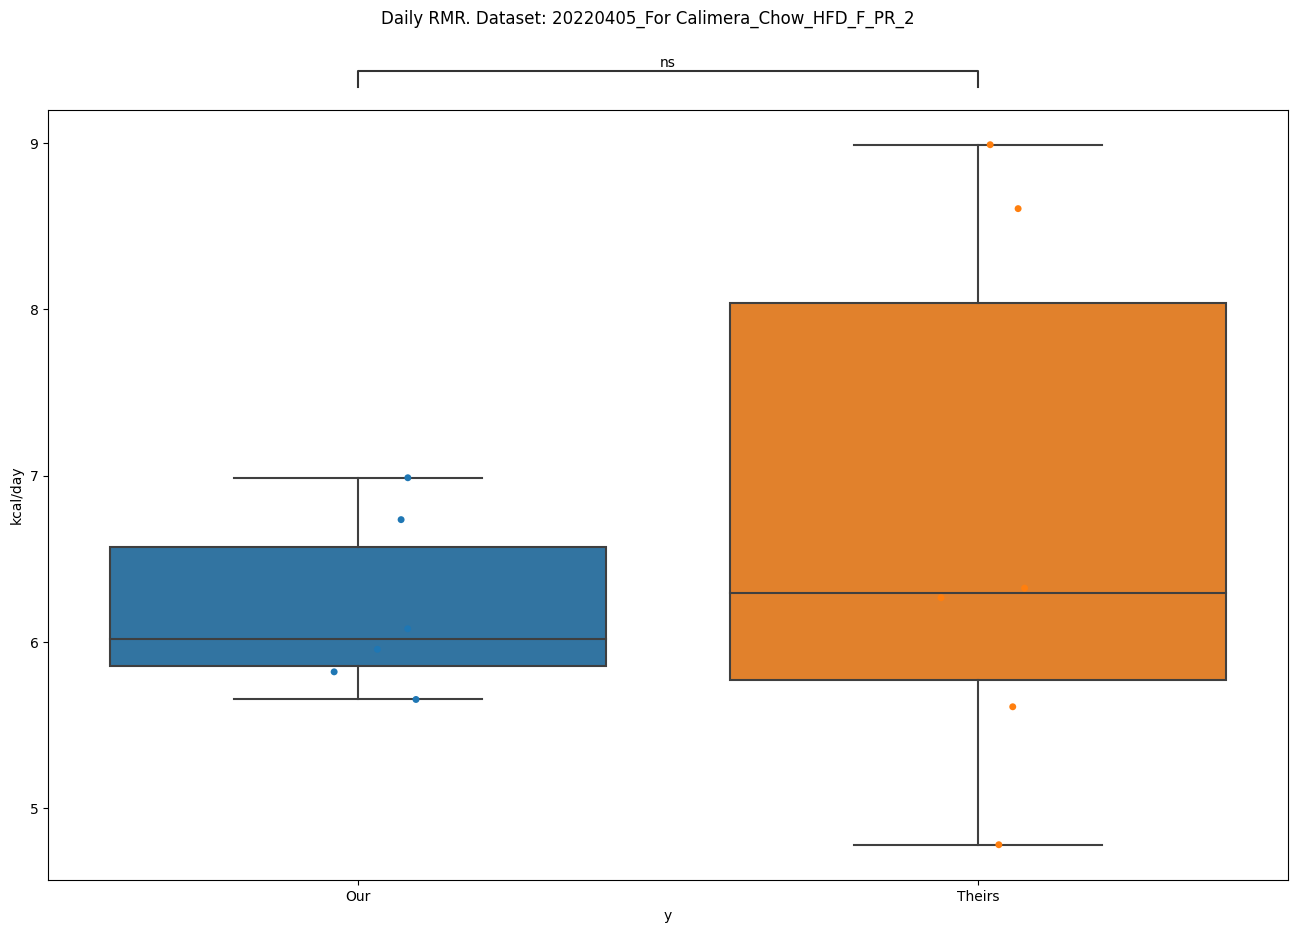 Daily RMR. Dataset: 20220405_For Calimera_Chow_HFD_F_PR_2
ns
9
8
7
6
5
kcal/day
Our
Theirs
y